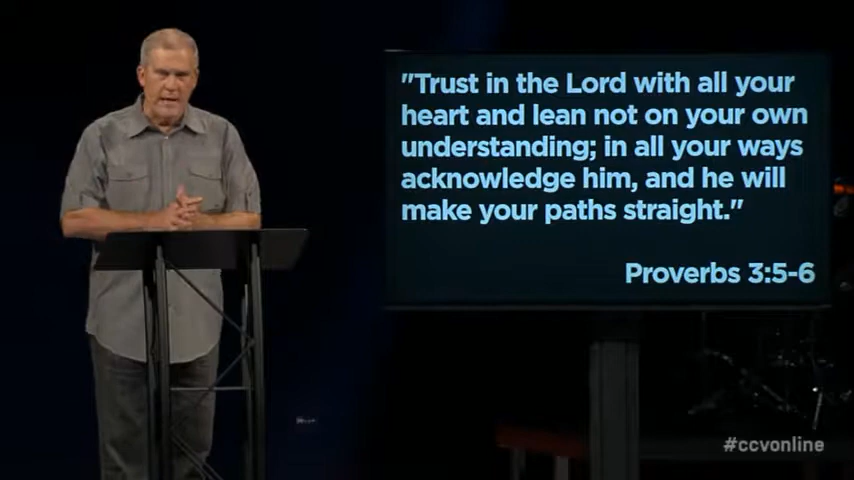 "Trust in the Lord with all your
heart and lean not on your own
understanding; in all your ways
acknowledge him, and he will
make your paths straight."
Proverbs 3:5-6
#ccvonline